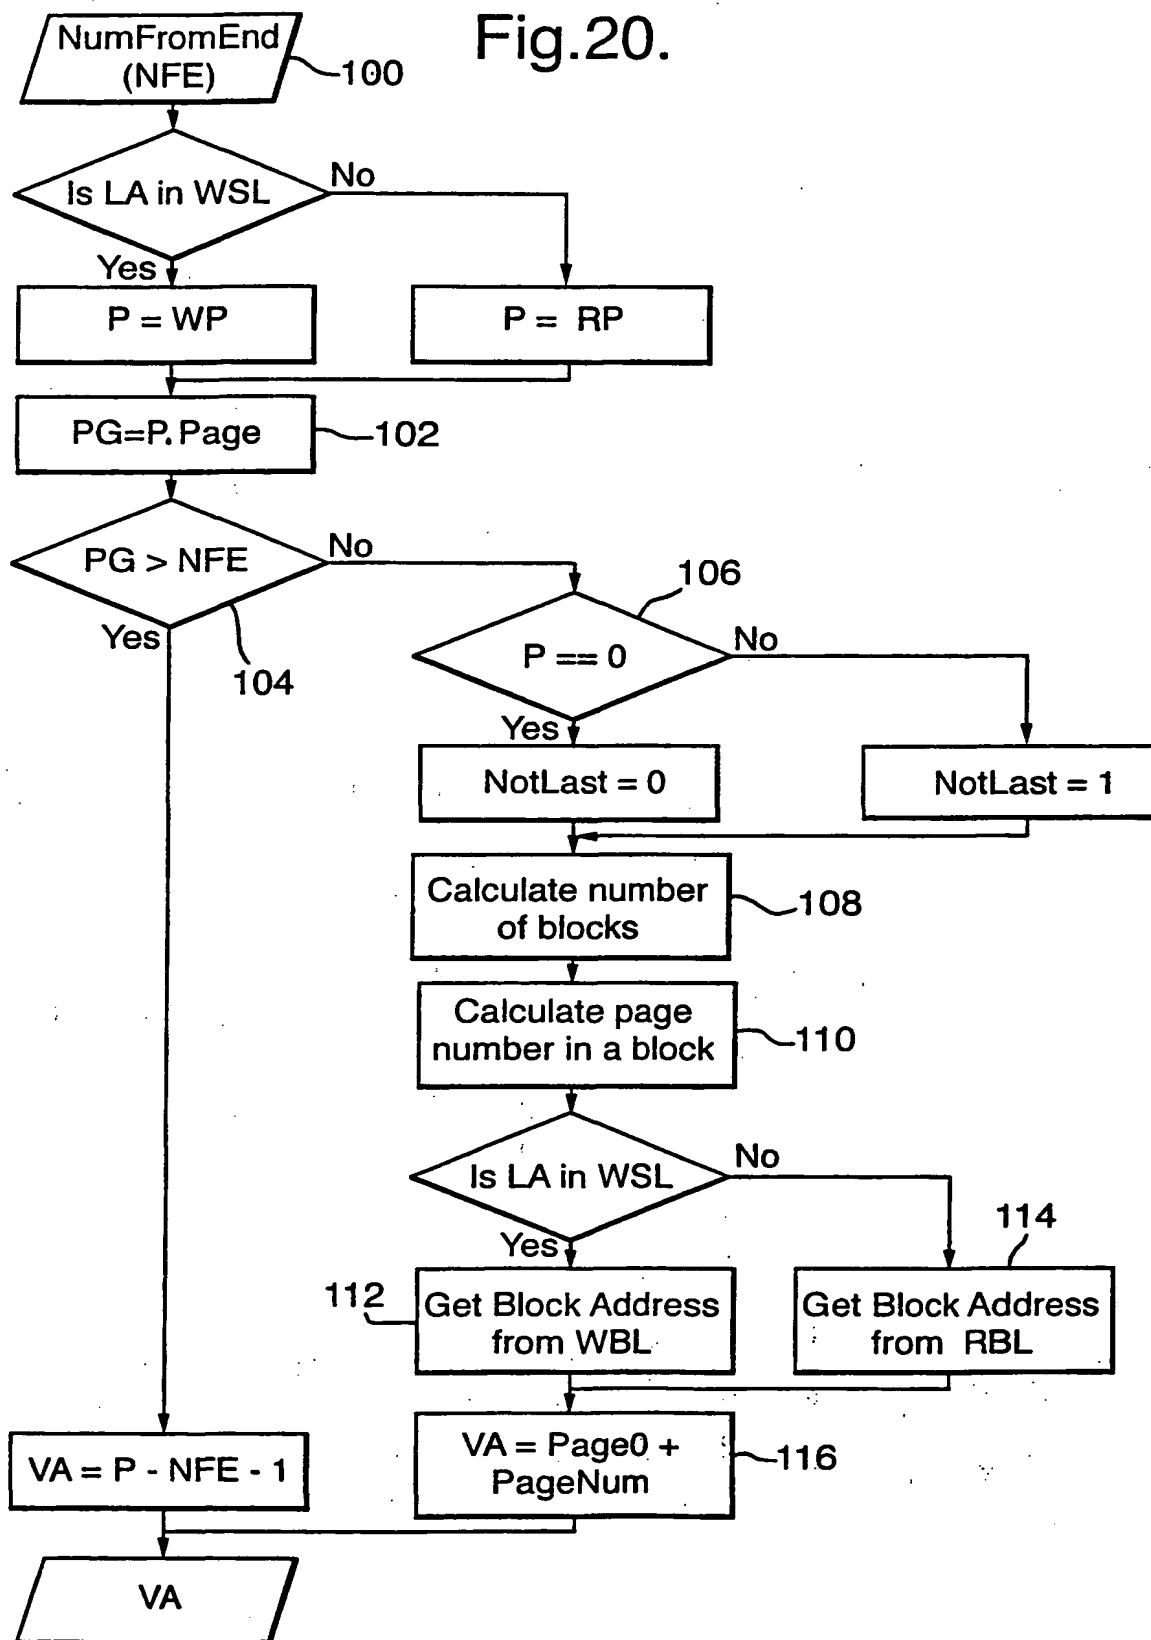 Fig.20.
NumFromEnd
(NFE)
100
Is LA in WSL
No
Yes
P = WP
P = RP
PG=P.Page
102
PG > NFE
No
Yes
104
106
P == 0
No
Yes
NotLast = 0
NotLast = 1
Calculate number
of blocks
108
Calculate page
number in a block
110
Is LA in WSL
No
Yes
114
112
Get Block Address
from WBL
Get Block Address
from RBL
VA = P - NFE - 1
VA = Page0 +
PageNum
116
VA